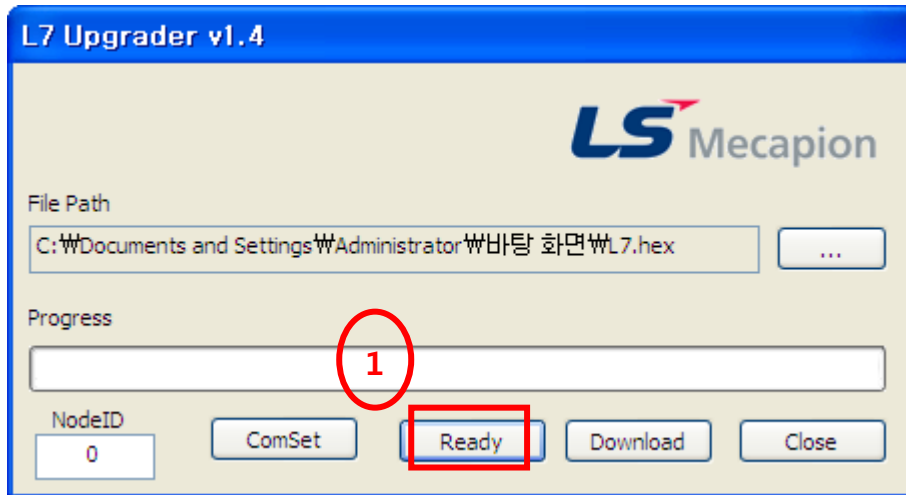 L7 Upgrader v1.4
LS Mecapion
File Path
C:₩Documents and Settings₩Administrator₩바탕 화면₩L7.hex
...
Progress
1
NodeID
0
ComSet
Ready
Download
Close